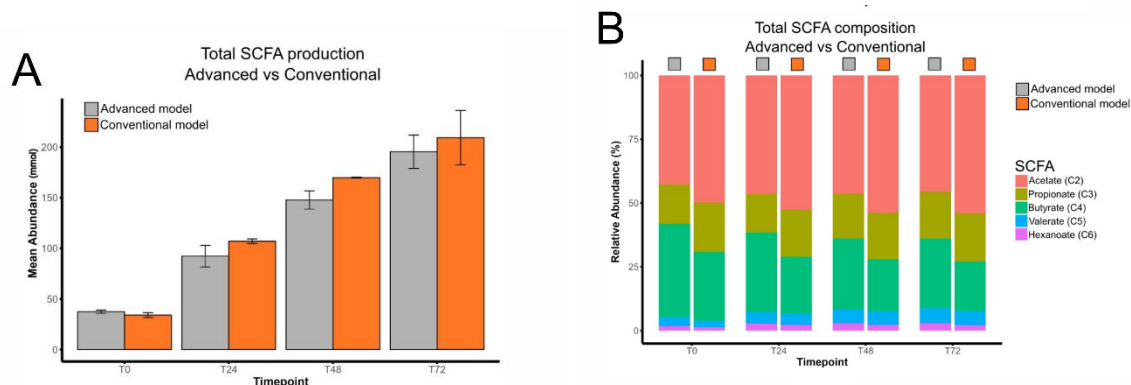 A
Total SCFA production
Advanced vs Conventional
Advanced model
Conventional model
Mean Abundance (mmol)
200
150
100
50
0
T0 T24 T48 T72
Timepoint
B
Total SCFA composition
Advanced vs Conventional
Relative Abundance (%)
100
75
50
25
0
T0 T24 T48 T72
Timepoint
Advanced model
Conventional model
SCFA
Acetate (C2)
Propionate (C3)
Butyrate (C4)
Valerate (C5)
Hexanoate (C6)